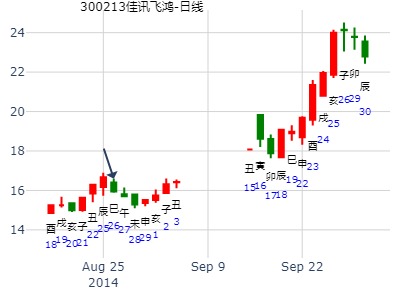 300213佳讯飞鸿-日线
24
22
20
18
16
14
酉 戌 亥 子 丑 辰 巳 午 未 申 亥 子 丑
18 19 20 21 22 25 26 27 28 29 1 2 3
丑 寅 卯 辰 巳 申 酉 戌 亥 子 卯 辰
15 16 17 18 19 22 23 24 25 26 29 30
Aug 25 Sep 9 Sep 22
2014